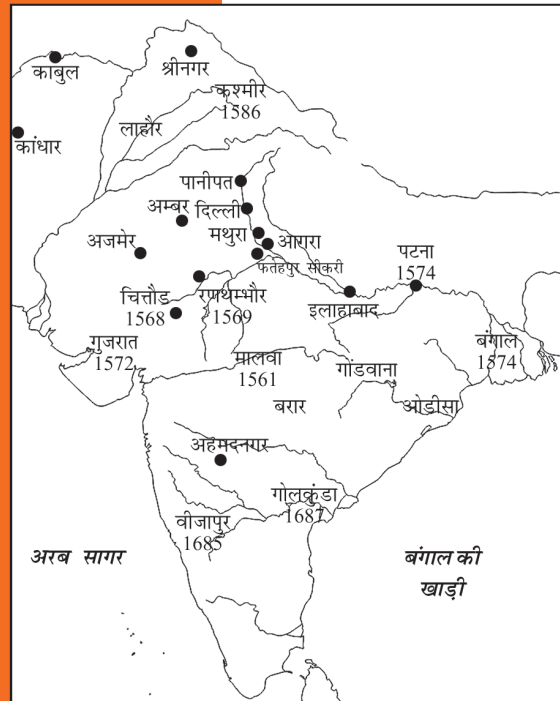 श्रीनगर
काबुल
कश्मीर
1586
लाहौर
कांधार
पानीपत
अम्बर
दिल्ली
मथुरा
आगरा
अजमेर
फतेहपुर सीकरी
पटना
1574
चित्तौड
1568
रणथम्भौर
1569
इलाहाबाद
गुजरात
1572
मालवा
1561
गोंडवाना
बंगाल
1574
बरार
ओडीसा
अहमदनगर
गोलकुंडा
1687
वीजापुर
1685
अरब सागर
बंगाल की
खाड़ी